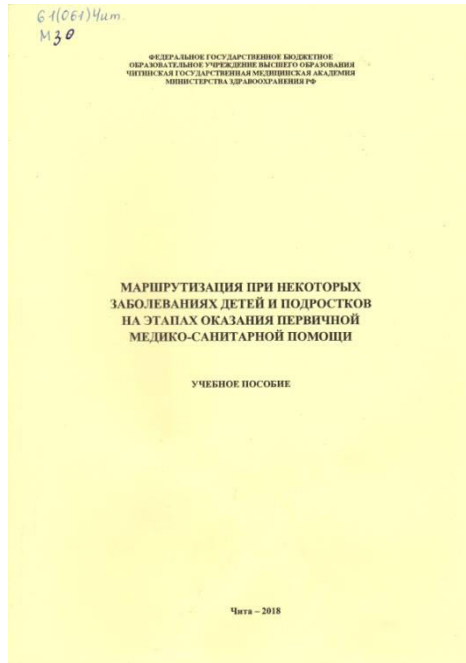 61(061)Чит.
М30
ФЕДЕРАЛЬНОЕ ГОСУДАРСТВЕННОЕ БЮДЖЕТНОЕ
ОБРАЗОВАТЕЛЬНОЕ УЧРЕЖДЕНИЕ ВЫСШЕГО ОБРАЗОВАНИЯ
ЧИТИНСКАЯ ГОСУДАРСТВЕННАЯ МЕДИЦИНСКАЯ АКАДЕМИЯ
МИНИСТЕРСТВА ЗДРАВООХРАНЕНИЯ РФ
МАРШРУТИЗАЦИЯ ПРИ НЕКОТОРЫХ
ЗАБОЛЕВАНИЯХ ДЕТЕЙ И ПОДРОСТКОВ
НА ЭТАПАХ ОКАЗАНИЯ ПЕРВИЧНОЙ
МЕДИКО-САНИТАРНОЙ ПОМОЩИ
УЧЕБНОЕ ПОСОБИЕ
Чита – 2018